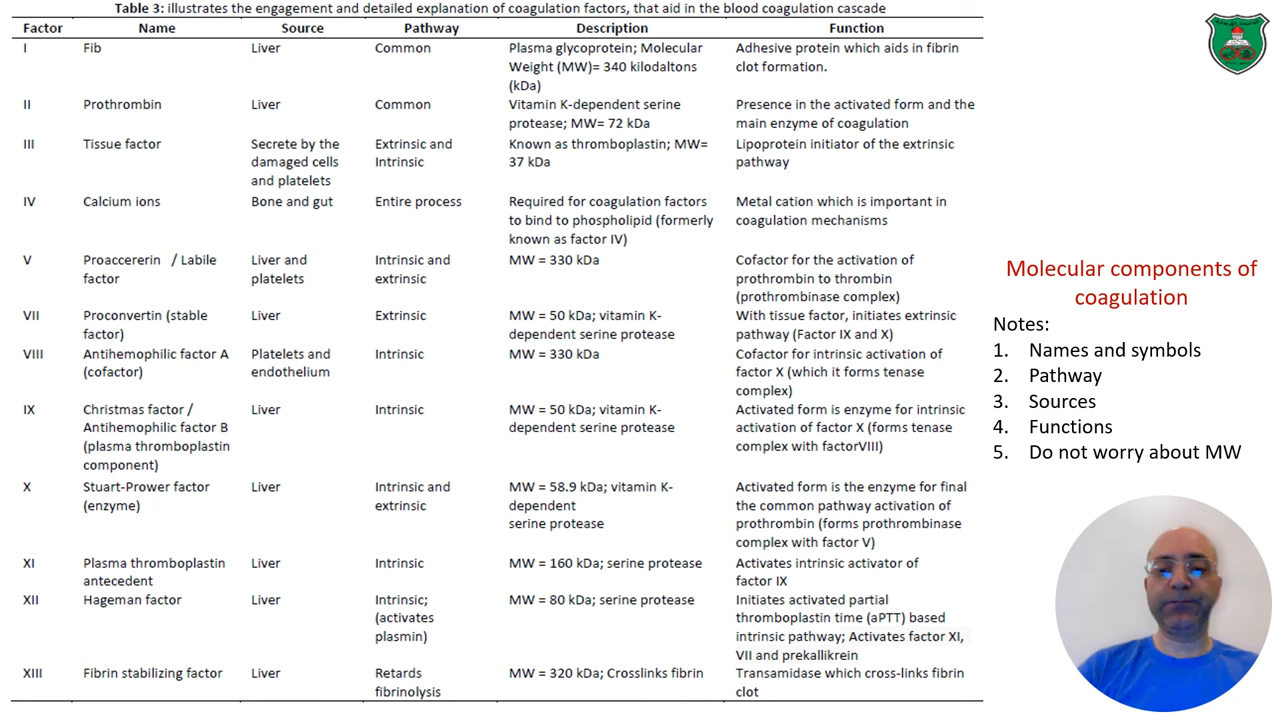 Table 3: illustrates the engagement and detailed explanation of coagulation factors, that aid in the blood coagulation cascade
Factor Name Source Pathway Description Function
I Fib Liver Common Plasma glycoprotein; Molecular Adhesive protein which aids in fibrin
Weight (MW)= 340 kilodaltons clot formation.
(kDa)
II Prothrombin Liver Common Vitamin K-dependent serine Presence in the activated form and the
protease; MW= 72 kDa main enzyme of coagulation
III Tissue factor Secrete by the Extrinsic and Known as thromboplastin; MW= Lipoprotein initiator of the extrinsic
damaged cells Intrinsic 37 kDa pathway
and platelets
IV Calcium ions Bone and gut Entire process Required for coagulation factors Metal cation which is important in
to bind to phospholipid (formerly coagulation mechanisms
known as factor IV)
V Proaccererin / Labile Liver and Intrinsic and MW = 330 kDa Cofactor for the activation of
factor platelets extrinsic prothrombin to thrombin
(prothrombinase complex)
VII Proconvertin (stable Liver Extrinsic MW = 50 kDa; vitamin K- With tissue factor, initiates extrinsic
factor) dependent serine protease pathway (Factor IX and X)
VIII Antihemophilic factor A Platelets and Intrinsic MW = 330 kDa Cofactor for intrinsic activation of
(cofactor) endothelium factor X (which it forms tenase
complex)
IX Christmas factor / Liver Intrinsic MW = 50 kDa; vitamin K- Activated form is enzyme for intrinsic
Antihemophilic factor B dependent serine protease activation of factor X (forms tenase
(plasma thromboplastin complex with factorVIII)
component)
X Stuart-Prower factor Liver Intrinsic and MW = 58.9 kDa; vitamin K- Activated form is the enzyme for final
(enzyme) extrinsic dependent the common pathway activation of
serine protease prothrombin (forms prothrombinase
complex with factor V)
XI Plasma thromboplastin Liver Intrinsic MW = 160 kDa; serine protease Activates intrinsic activator of
antecedent factor IX
XII Hageman factor Liver Intrinsic; MW = 80 kDa; serine protease Initiates activated partial
(activates thromboplastin time (aPTT) based
plasmin) intrinsic pathway; Activates factor XI,
VII and prekallikrein
XIII Fibrin stabilizing factor Liver Retards MW = 320 kDa; Crosslinks fibrin Transamidase which cross-links fibrin
fibrinolysis clot
Molecular components of
coagulation
Notes:
1. Names and symbols
2. Pathway
3. Sources
4. Functions
5. Do not worry about MW